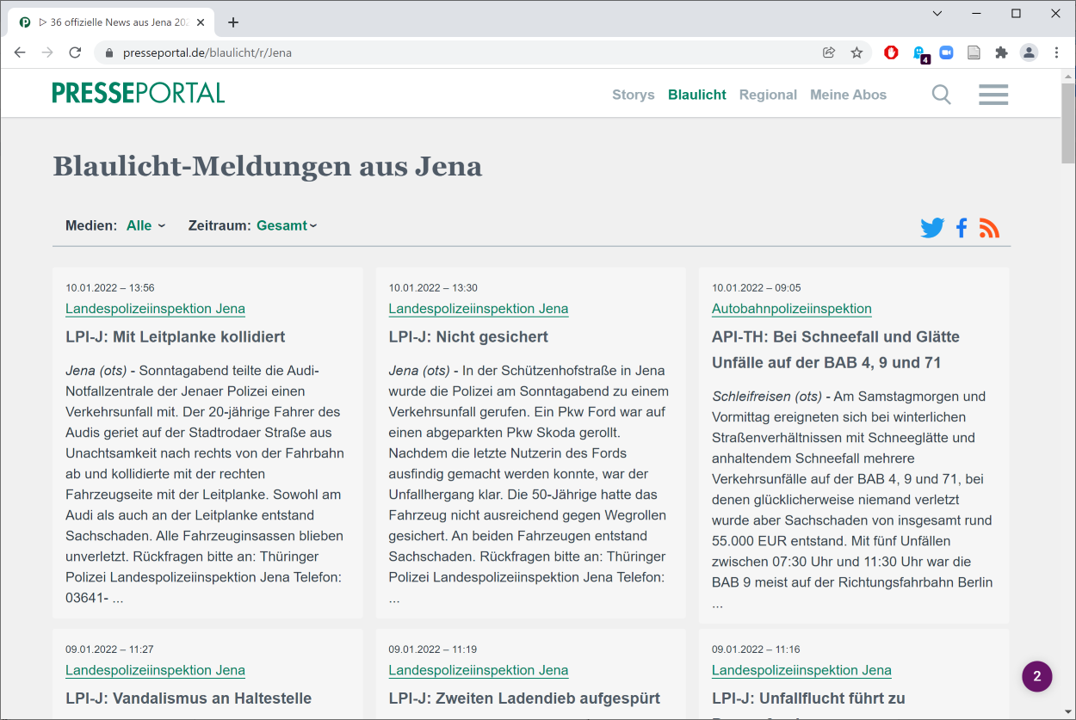 ▷ 36 offizielle News aus Jena 202
presseportal.de/blaulicht/r/Jena
4
PRESSEPORTAL
Storys Blaulicht Regional Meine Abos
Blaulicht-Meldungen aus Jena
Medien: Alle Zeitraum: Gesamt
10.01.2022 – 13:56
Landespolizeiinspektion Jena
LPI-J: Mit Leitplanke kollidiert
Jena (ots) - Sonntagabend teilte die Audi-
Notfallzentrale der Jenaer Polizei einen
Verkehrsunfall mit. Der 20-jährige Fahrer des
Audis geriet auf der Stadtrodaer Straße aus
Unachtsamkeit nach rechts von der Fahrbahn
ab und kollidierte mit der rechten
Fahrzeugseite mit der Leitplanke. Sowohl am
Audi als auch an der Leitplanke entstand
Sachschaden. Alle Fahrzeuginsassen blieben
unverletzt. Rückfragen bitte an: Thüringer
Polizei Landespolizeiinspektion Jena Telefon:
03641- ...
10.01.2022 – 13:30
Landespolizeiinspektion Jena
LPI-J: Nicht gesichert
Jena (ots) - In der Schützenhofstraße in Jena
wurde die Polizei am Sonntagabend zu einem
Verkehrsunfall gerufen. Ein Pkw Ford war auf
einen abgeparkten Pkw Skoda gerollt.
Nachdem die letzte Nutzerin des Fords
ausfindig gemacht werden konnte, war der
Unfallhergang klar. Die 50-Jährige hatte das
Fahrzeug nicht ausreichend gegen Wegrollen
gesichert. An beiden Fahrzeugen entstand
Sachschaden. Rückfragen bitte an: Thüringer
Polizei Landespolizeiinspektion Jena Telefon:
...
10.01.2022 – 09:05
Autobahnpolizeiinspektion
API-TH: Bei Schneefall und Glätte
Unfälle auf der BAB 4, 9 und 71
Schleifreisen (ots) - Am Samstagmorgen und
Vormittag ereigneten sich bei winterlichen
Straßenverhältnissen mit Schneeglätte und
anhaltendem Schneefall mehrere
Verkehrsunfälle auf der BAB 4, 9 und 71, bei
denen glücklicherweise niemand verletzt
wurde aber Sachschaden von insgesamt rund
55.000 EUR entstand. Mit fünf Unfällen
zwischen 07:30 Uhr und 11:30 Uhr war die
BAB 9 meist auf der Richtungsfahrbahn Berlin
...
09.01.2022 – 11:27
Landespolizeiinspektion Jena
LPI-J: Vandalismus an Haltestelle
09.01.2022 – 11:19
Landespolizeiinspektion Jena
LPI-J: Zweiten Ladendieb aufgespürt
09.01.2022 – 11:16
Landespolizeiinspektion Jena
LPI-J: Unfallflucht führt zu
2